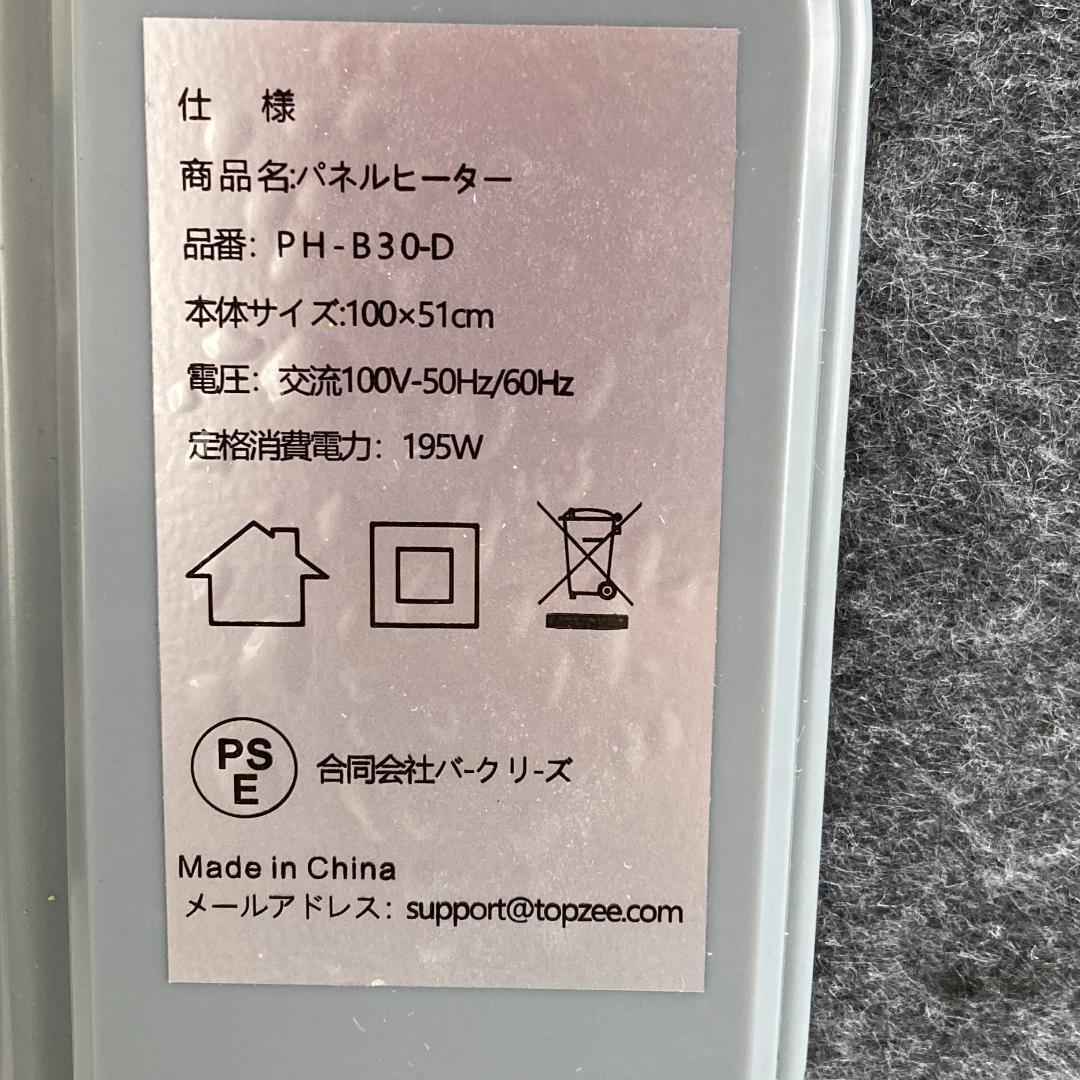 仕 様
商品名:パネルヒーター
品番：PH-B30-D
本体サイズ:100×51cm
電圧：交流100V-50Hz/60Hz
定格消費電力：195W
PS
E
合同会社バ-クリ-ズ
Made in China
メールアドレス：support@topzee.com